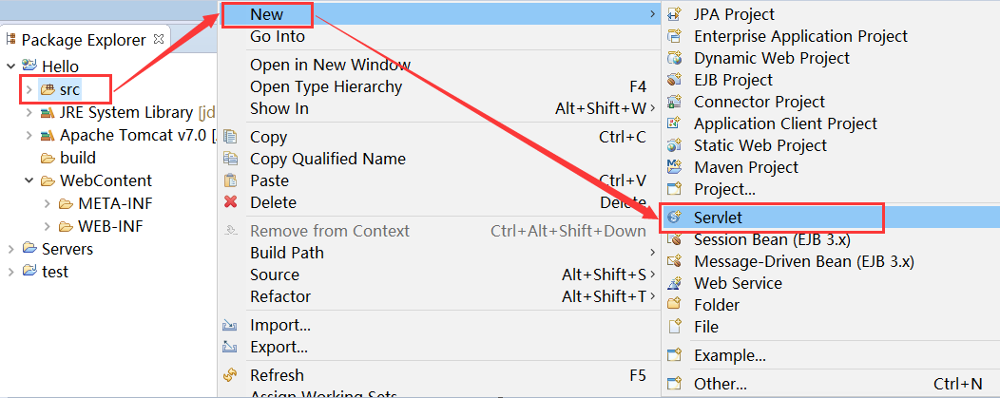 Package Explorer
Hello
src
JRE System Library [jd
Apache Tomcat v7.0 [
build
WebContent
META-INF
WEB-INF
Servers
test
New
Go Into
Open in New Window
Open Type Hierarchy F4
Show In Alt+Shift+W
Copy Ctrl+C
Copy Qualified Name
Paste Ctrl+V
Delete Delete
Remove from Context Ctrl+Alt+Shift+Down
Build Path
Source Alt+Shift+S
Refactor Alt+Shift+T
Import...
Export...
Refresh F5
Assign Working Sets
JPA Project
Enterprise Application Project
Dynamic Web Project
EJB Project
Connector Project
Application Client Project
Static Web Project
Maven Project
Project...
Servlet
Session Bean (EJB 3.x)
Message-Driven Bean (EJB 3.x)
Web Service
Folder
File
Example...
Other... Ctrl+N